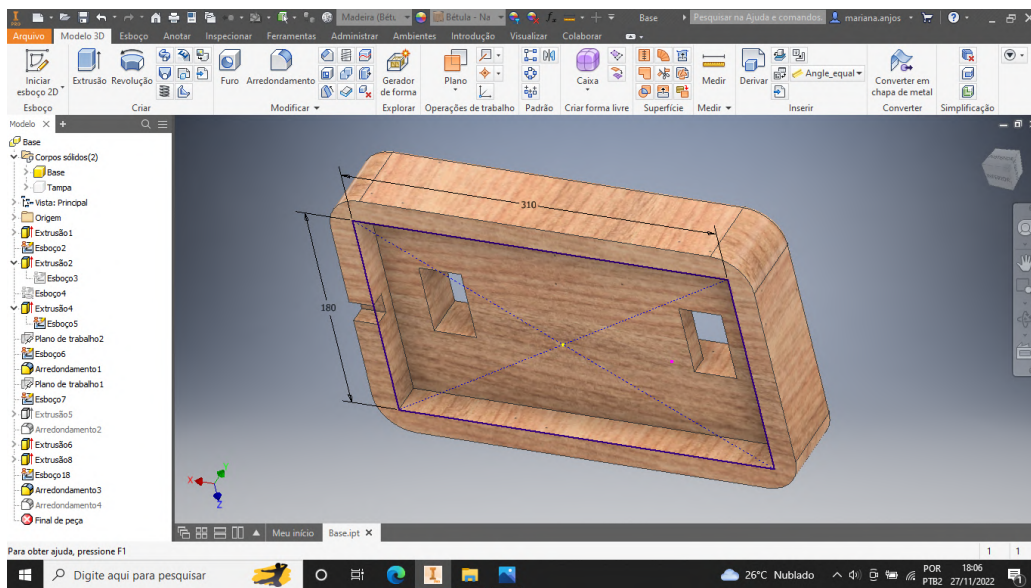 Madeira (Bétu.
Bétula - Na
Base
Pesquisar na Ajuda e comandos.
mariana.anjos
Arquivo
Modelo 3D
Esboço
Anotar
Inspecionar
Ferramentas
Administrar
Ambientes
Introdução
Visualizar
Colaborar
Iniciar
esboço 2D
Extrusão
Revolução
Furo
Arredondamento
Gerador
de forma
Plano
Caixa
Medir
Derivar
Angle_equal
Converter em
chapa de metal
Esboço
Criar
Modificar
Explorar
Operações de trabalho
Padrão
Criar forma livre
Superfície
Medir
Inserir
Converter
Simplificação
Modelo
Base
Corpos sólidos(2)
Base
Tampa
Vista: Principal
Origem
Extrusão1
Esboço2
Extrusão2
Esboço3
Esboço4
Extrusão4
Esboço5
Plano de trabalho2
Esboço6
Arredondamento1
Plano de trabalho1
Esboço7
Extrusão5
Arredondamento2
Extrusão6
Extrusão8
Esboço18
Arredondamento3
Arredondamento4
Final de peça
310
180
X
Z
Meu início
Base.ipt
Para obter ajuda, pressione F1
1
1
Digite aqui para pesquisar
26°C Nublado
POR
PTB2
18:06
27/11/2022